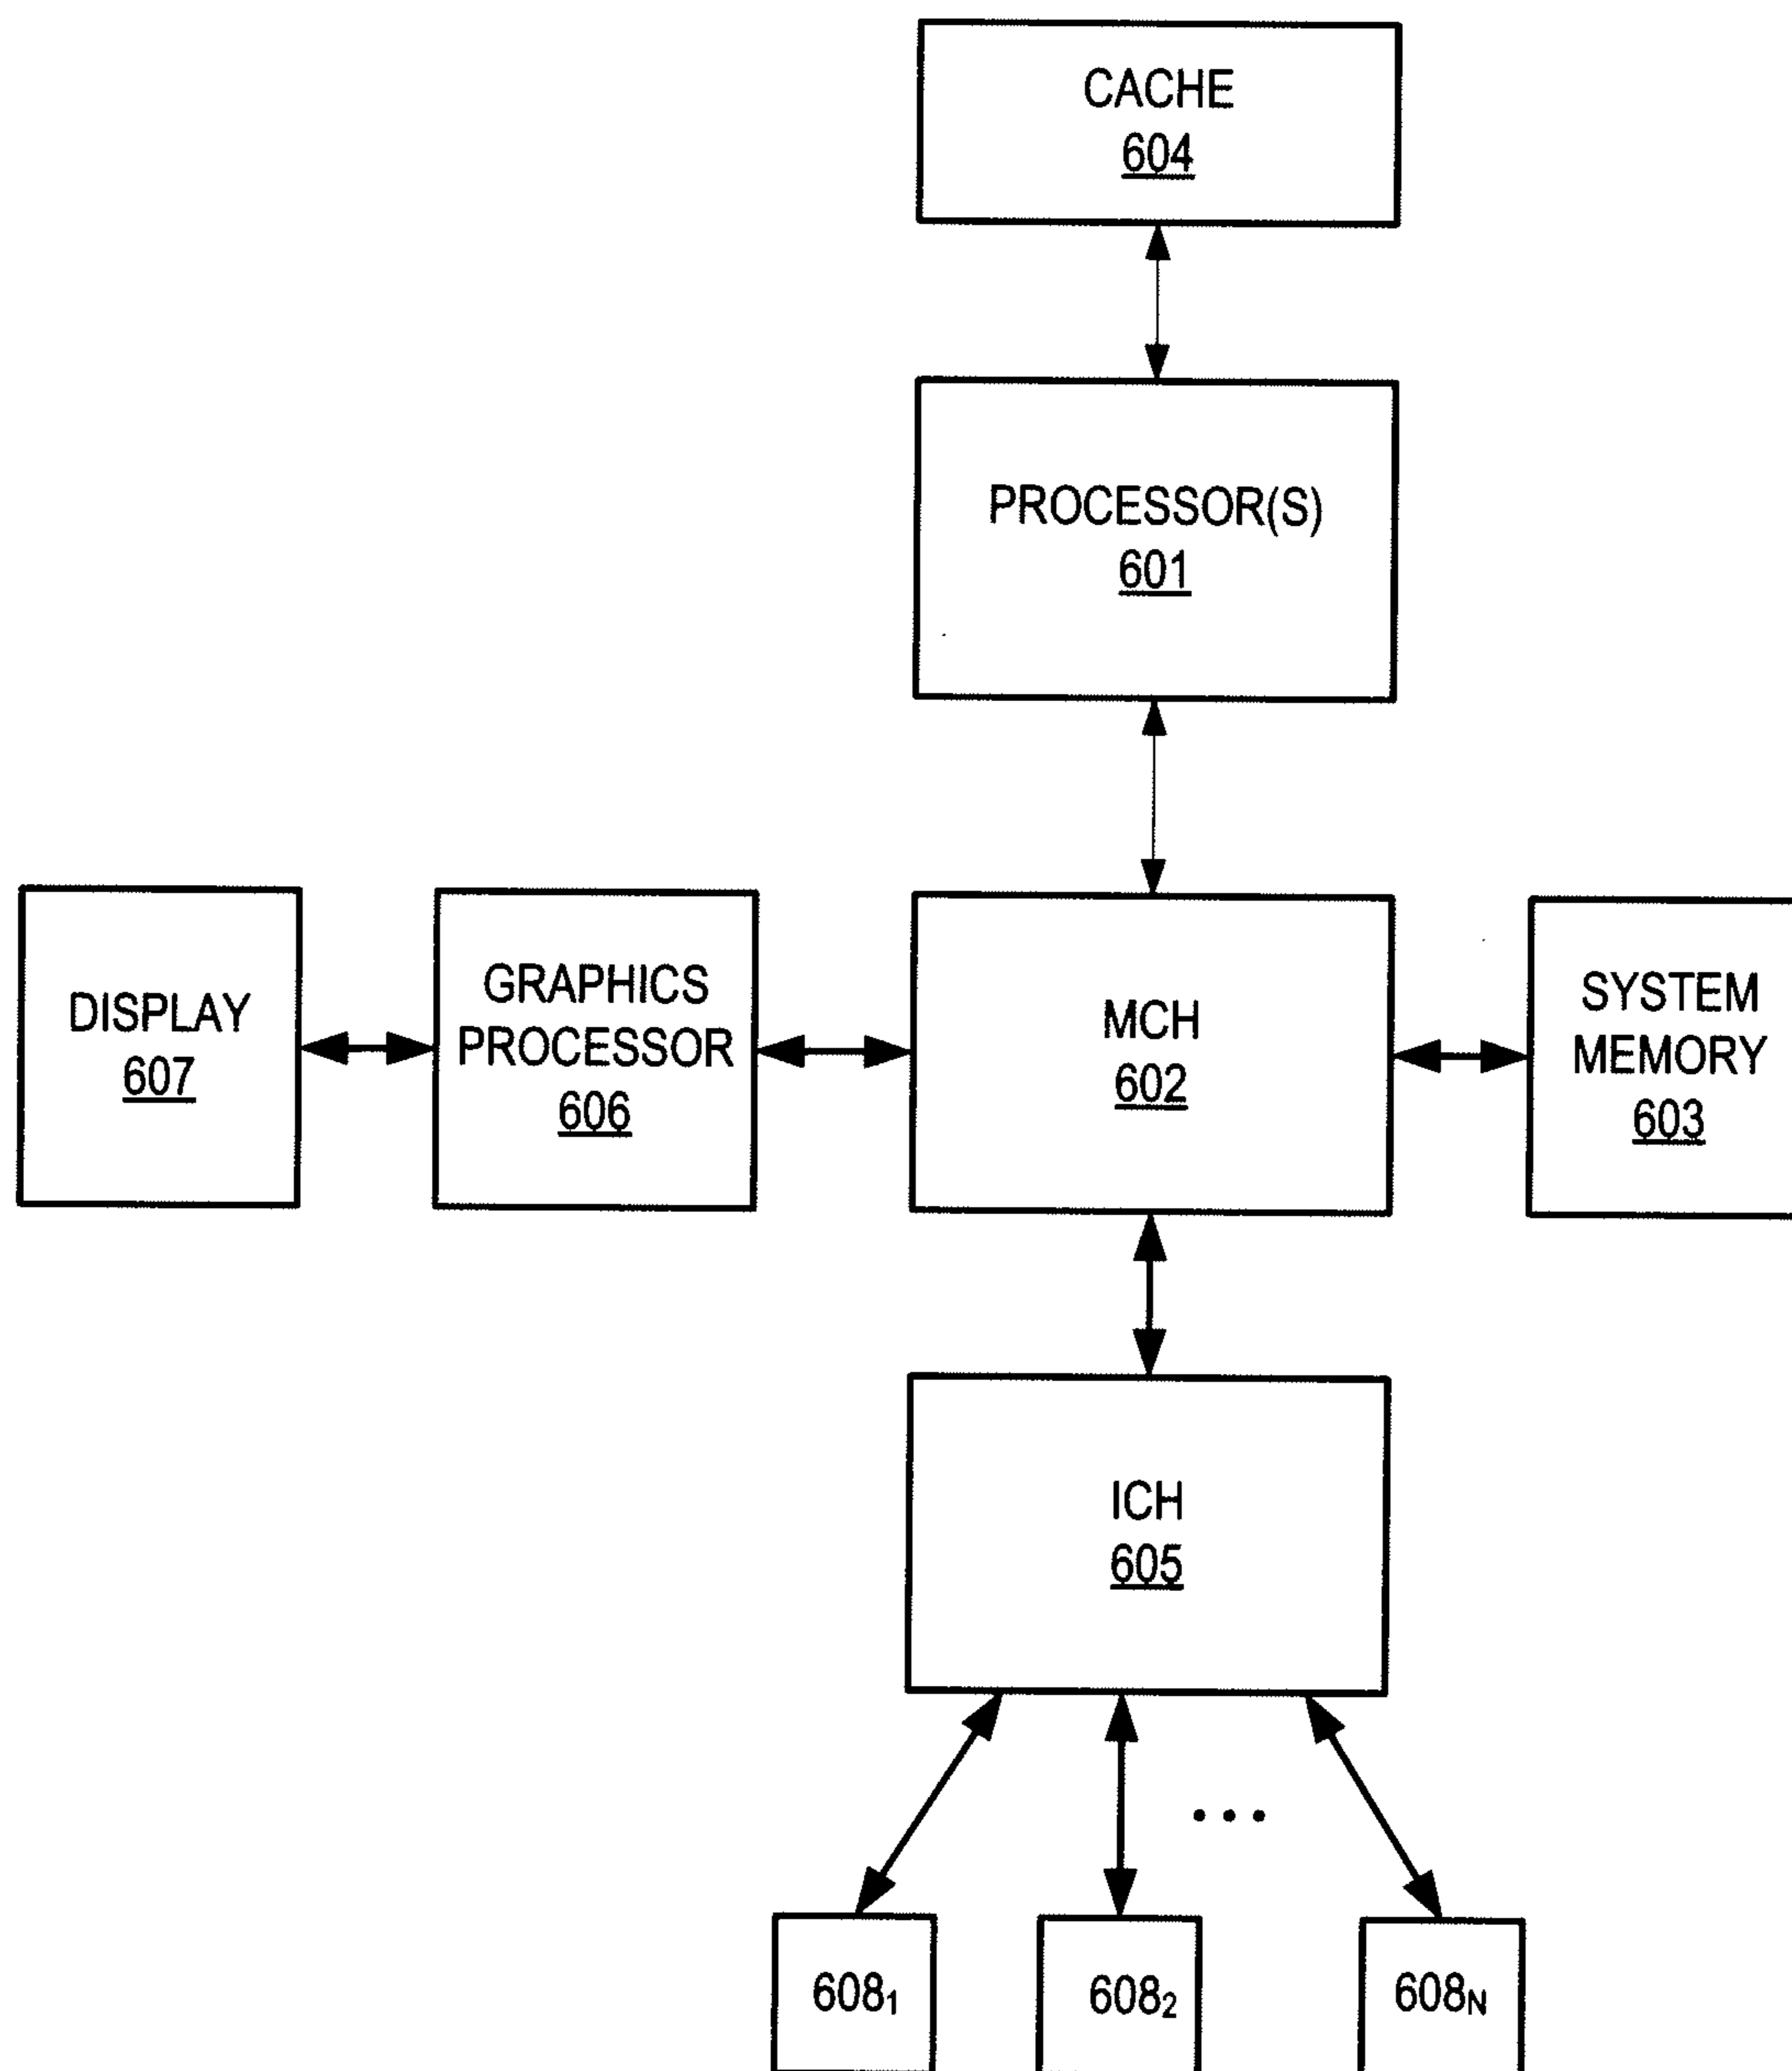 CACHE
604
PROCESSOR(S)
601
DISPLAY
607
GRAPHICS
PROCESSOR
606
MCH
602
SYSTEM
MEMORY
603
ICH
605
• • •
608₁
608₂
608N